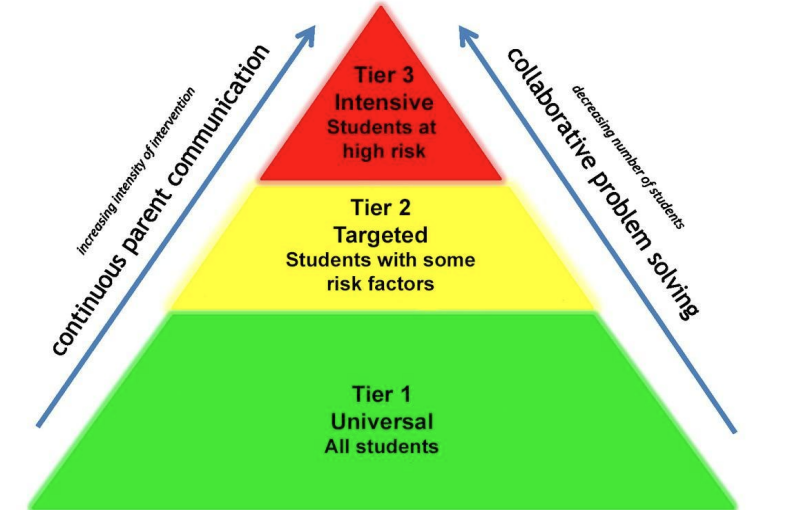 Tier 3
Intensive
Students at
high risk
Tier 2
Targeted
Students with some
risk factors
Tier 1
Universal
All students
increasing intensity of intervention
continuous parent communication
collaborative problem solving
decreasing number of students